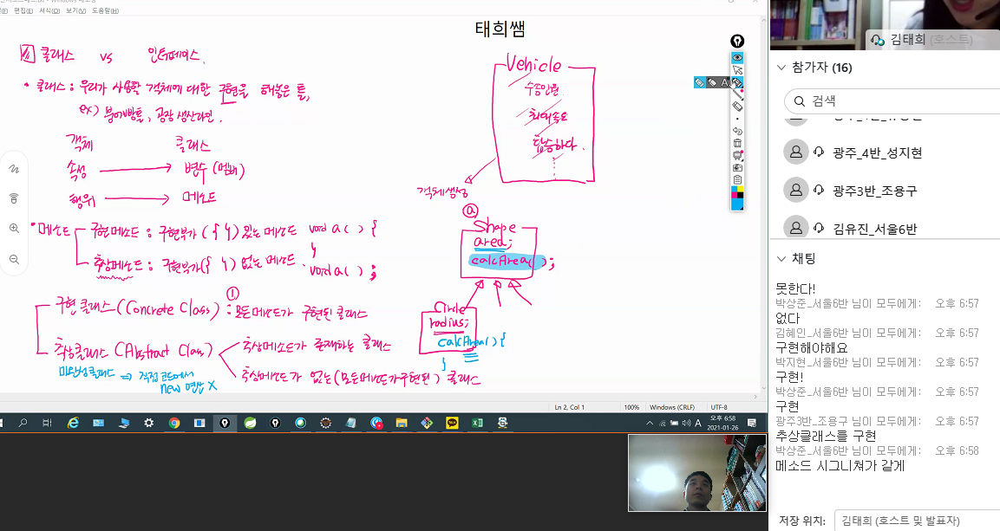 편집(E) 서식(O) 보기(V) 도움말(H)
태희쌤
클래스 vs 인터페이스.
• 클래스 : 우리가 사용할 객체에 대한 구현을 해놓은 틀,
ex) 붕어빵틀, 공장 생산라인.
객체 클래스
속성 → 변수 (멤버)
행위 → 메소드
• 메소드
구현메소드 : 구현부가 ({ }) 있는 메소드 void a( ) {
}
추상메소드 : 구현부가({ }) 없는 메소드. void a( ) ;
①
구현클래스(Concrete Class) : 모든메소드가 구현된 클래스
추상클래스 (Abstract Class)
추상메소드가 존재하는 클래스
추상메소드가 없는(모든메소드가구현된) 클래스
미완성클래스 ⇒ 직접 코드에서
new 연산 X
Vehicle
수송인원
최대속도
탑승하다.
객체생성
ⓐ
Shape
area;
calcArea( );
Circle
radius;
calcArea( ) {
}
Ln 2, Col 1
100%
Windows (CRLF)
UTF-8
A
오후 6:58
2021-01-26
김태희 (호스트)
참가자 (16)
검색
광주_4반_성지현
광주3반_조용구
김유진_서울6반
채팅
못한다!
박상준_서울6반 님이 모두에게: 오후 6:57
없다
김혜인_서울6반 님이 모두에게: 오후 6:57
구현해야해요
박지현_서울6반 님이 모두에게: 오후 6:57
구현!
박상준_서울6반 님이 모두에게: 오후 6:57
구현
광주3반_조용구 님이 모두에게: 오후 6:57
추상클래스를 구현
박상준_서울6반 님이 모두에게: 오후 6:58
메소드 시그니쳐가 같게
저장 위치: 김태희 (호스트 및 발표자)